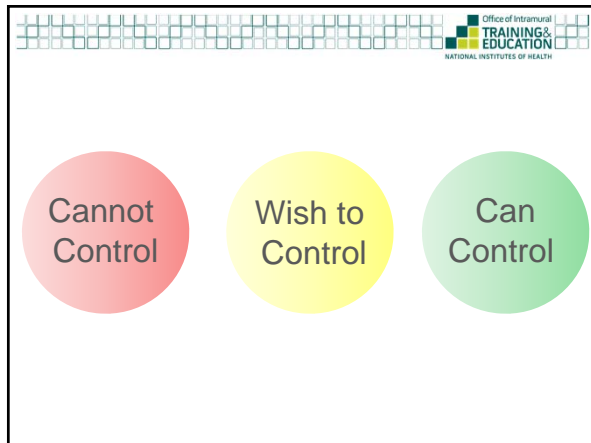 Office of Intramural
TRAINING&
EDUCATION
NATIONAL INSTITUTES OF HEALTH
Cannot
Control
Wish to
Control
Can
Control